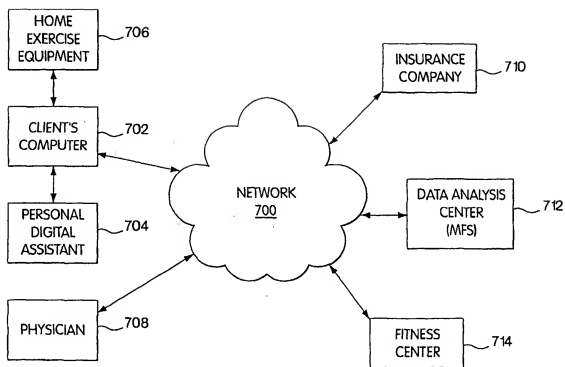 HOME
EXERCISE
EQUIPMENT
706
CLIENT'S
COMPUTER
702
PERSONAL
DIGITAL
ASSISTANT
704
PHYSICIAN
708
NETWORK
700
INSURANCE
COMPANY
710
DATA ANALYSIS
CENTER
(MFS)
712
FITNESS
CENTER
714